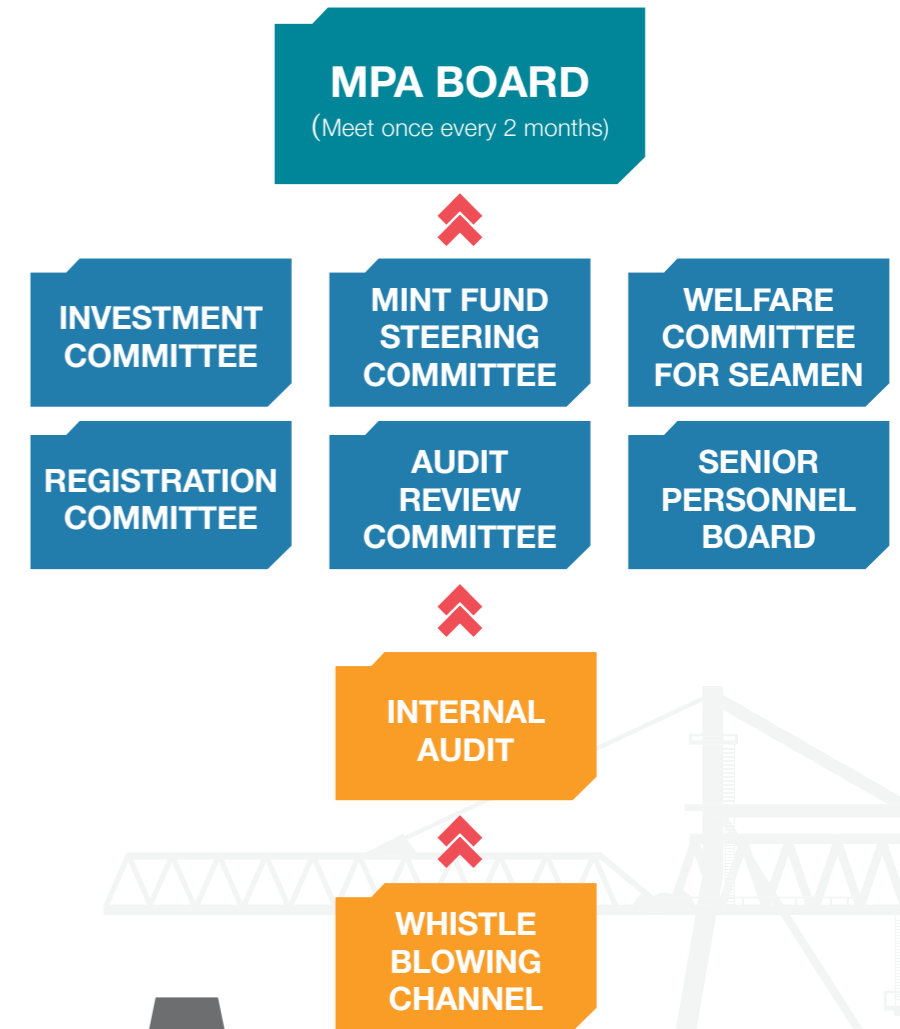 MPA BOARD
(Meet once every 2 months)
INVESTMENT
COMMITTEE
MINT FUND
STEERING
COMMITTEE
WELFARE
COMMITTEE
FOR SEAMEN
REGISTRATION
COMMITTEE
AUDIT
REVIEW
COMMITTEE
SENIOR
PERSONNEL
BOARD
INTERNAL
AUDIT
WHISTLE
BLOWING
CHANNEL